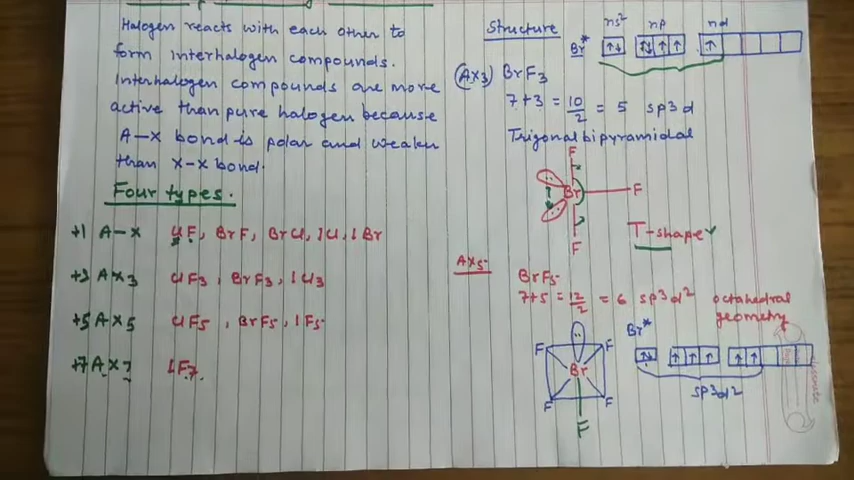 Halogen reacts with each other to
form interhalogen compounds.
Interhalogen compounds are more
active than pure halogen because
A-X bond is polar and weaker
than X-X bond.
Four types.
+1 A-X ClF, BrF, BrCl, ICl, IBr
+3 AX3 ClF3, BrF3, ICl3
+5 AX5 ClF5, BrF5, IF5
+7 AX7 IF7.
Structure
ns² np nd
Br*
(AX3) BrF3
7+3 = 10/2 = 5 sp3d
Trigonal bipyramidal
F
Br F
F
T-shape
AX5
BrF5
7+5 = 12/2 = 6 sp³d² octahedral
geometry
Br*
F F
Br
F F
F
sp3d2